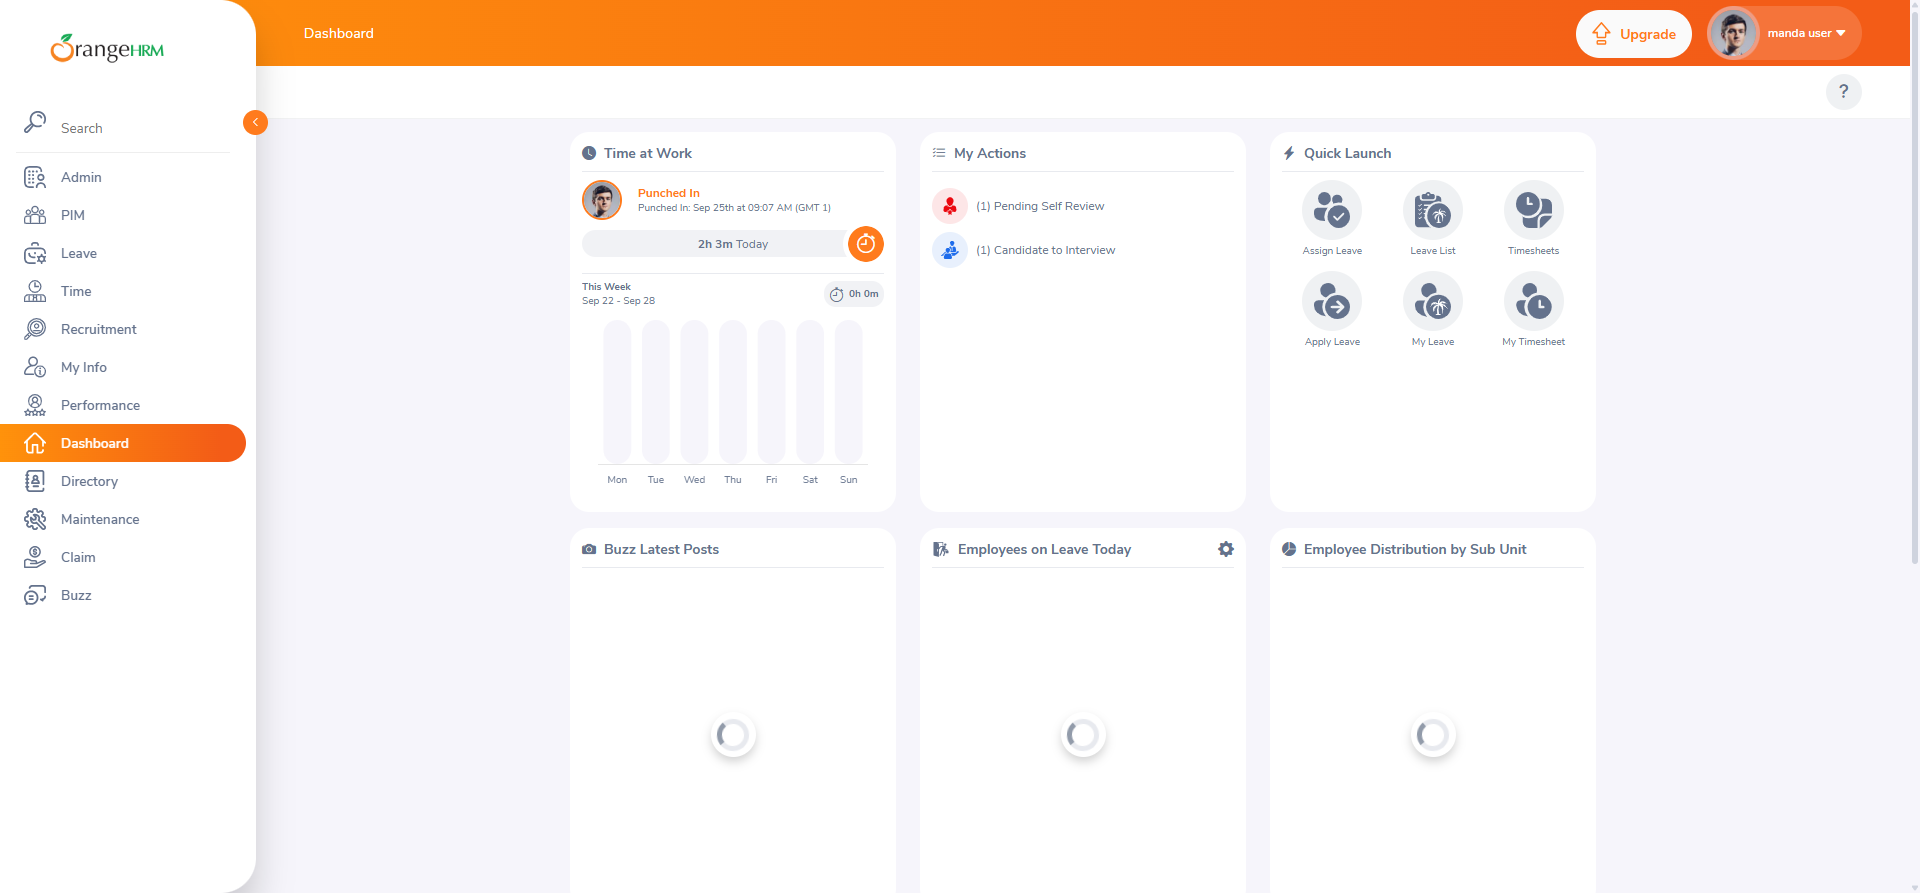 OrangeHRM
Dashboard
Upgrade
manda user
?
Search
Admin
PIM
Leave
Time
Recruitment
My Info
Performance
Dashboard
Directory
Maintenance
Claim
Buzz
Time at Work
Punched In
Punched In: Sep 25th at 09:07 AM (GMT 1)
2h 3m Today
This Week
Sep 22 - Sep 28
0h 0m
Mon Tue Wed Thu Fri Sat Sun
My Actions
(1) Pending Self Review
(1) Candidate to Interview
Quick Launch
Assign Leave Leave List Timesheets
Apply Leave My Leave My Timesheet
Buzz Latest Posts
Employees on Leave Today
Employee Distribution by Sub Unit